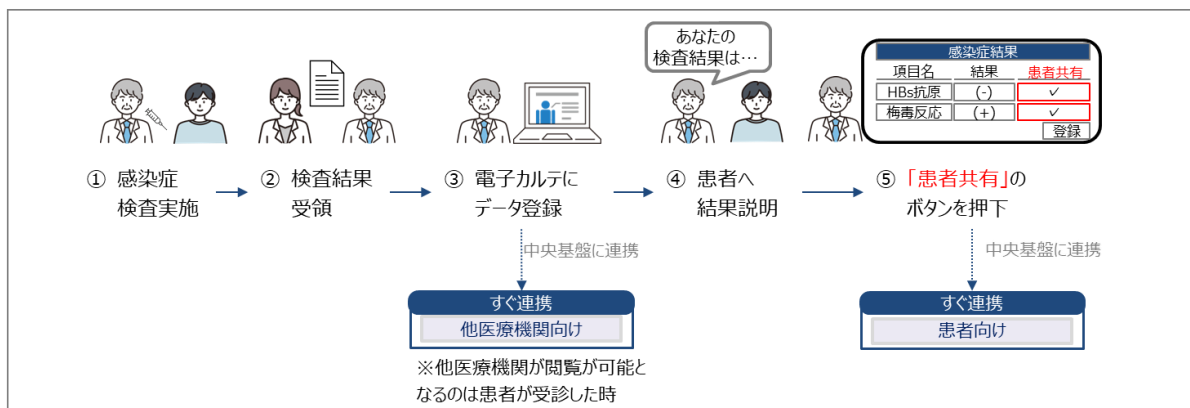 あなたの
検査結果は…
感染症結果
項目名 結果 患者共有
HBs抗原 (-) ✓
梅毒反応 (+) ✓
登録
① 感染症
検査実施
② 検査結果
受領
③ 電子カルテに
データ登録
④ 患者へ
結果説明
⑤ 「患者共有」の
ボタンを押下
中央基盤に連携
中央基盤に連携
すぐ連携
他医療機関向け
すぐ連携
患者向け
※他医療機関が閲覧が可能と
なるのは患者が受診した時